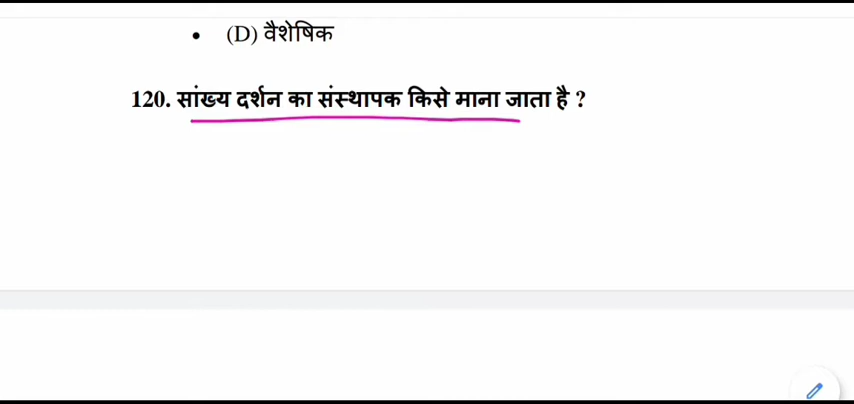 • (D) वैशेषिक
120. सांख्य दर्शन का संस्थापक किसे माना जाता है ?